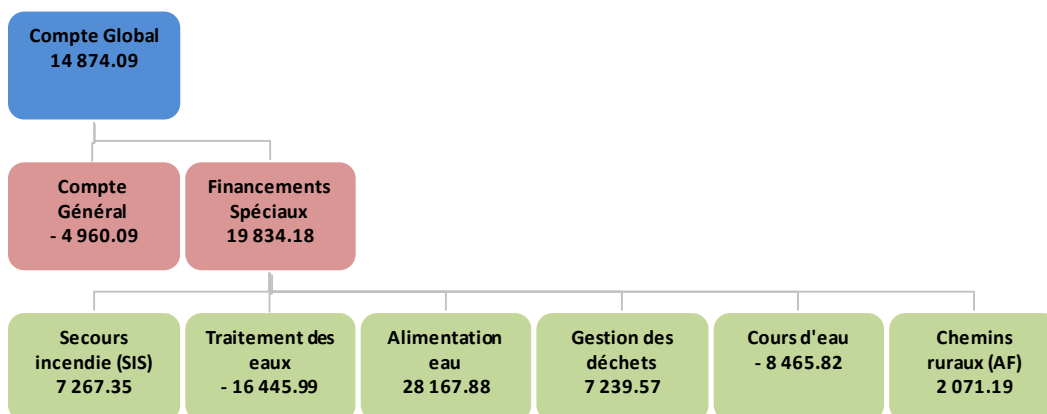 Compte Global
14 874.09
Compte
Général
- 4 960.09
Financements
Spéciaux
19 834.18
Secours
incendie (SIS)
7 267.35
Traitement des
eaux
- 16 445.99
Alimentation
eau
28 167.88
Gestion des
déchets
7 239.57
Cours d'eau
- 8 465.82
Chemins
ruraux (AF)
2 071.19